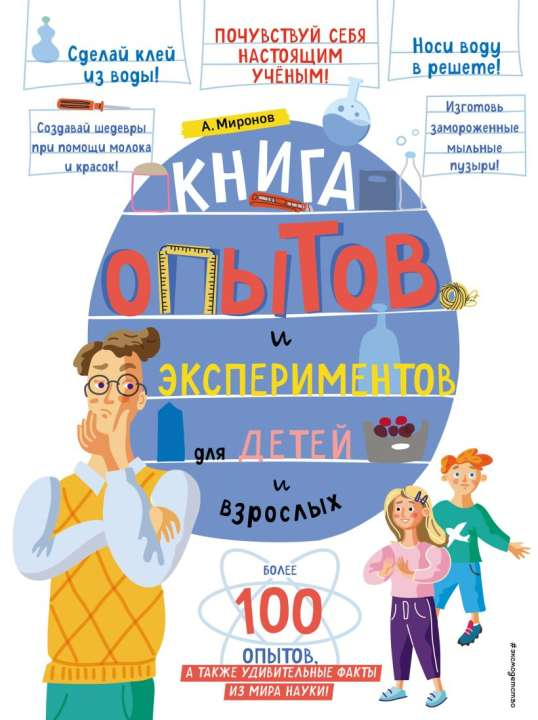 Сделай клей
из воды!
ПОЧУВСТВУЙ СЕБЯ
НАСТОЯЩИМ
УЧЁНЫМ!
Носи воду
в решете!
Создавай шедевры
при помощи молока
и красок!
А. Миронов
Изготовь
замороженные
мыльные
пузыри!
КНИГА
ОПЫТОВ
и
ЭКСПЕРИМЕНТОВ
для ДЕТЕЙ
и
взрослых
БОЛЕЕ
100
ОПЫТОВ,
А ТАКЖЕ УДИВИТЕЛЬНЫЕ ФАКТЫ
ИЗ МИРА НАУКИ!
#эксмодетство